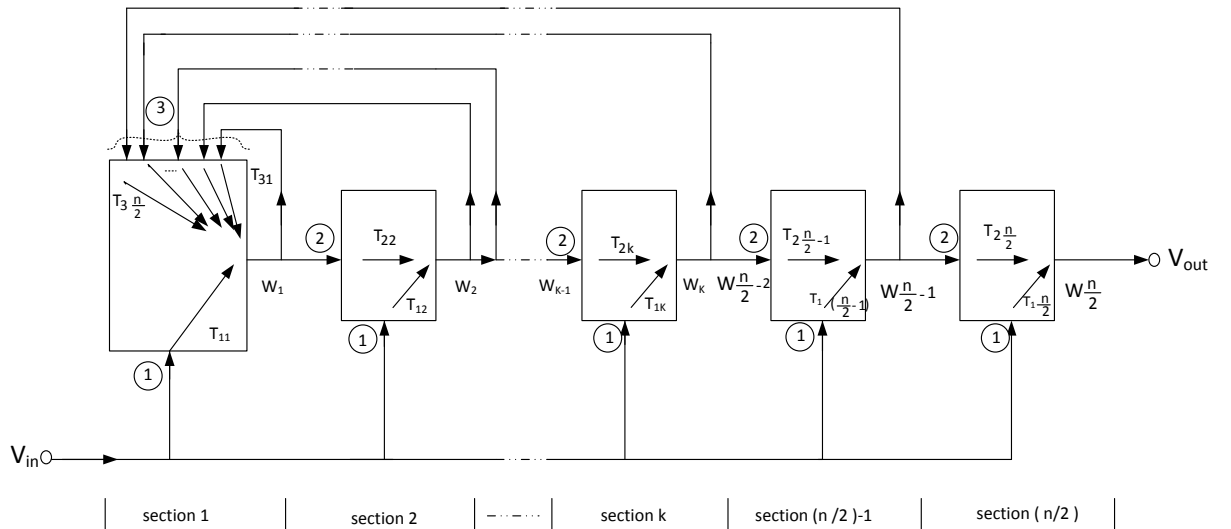 3
T31
T3 n/2
....
2
T22
2
T2k
2
T2 n/2 -1
2
T2 n/2
Vout
W1
T12
W2
WK-1
T1K
WK
W n/2 -2
T1 (n/2 -1)
W n/2 -1
T1 n/2
W n/2
T11
1
1
1
1
1
Vin
section 1
section 2
section k
section (n /2 )-1
section ( n/2 )